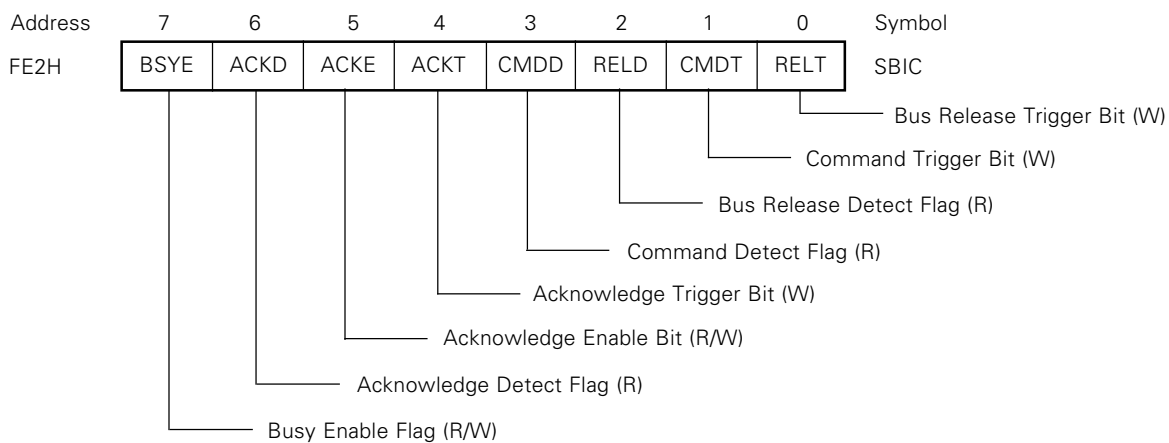 Address 7 6 5 4 3 2 1 0 Symbol
FE2H BSYE ACKD ACKE ACKT CMDD RELD CMDT RELT SBIC
Bus Release Trigger Bit (W)
Command Trigger Bit (W)
Bus Release Detect Flag (R)
Command Detect Flag (R)
Acknowledge Trigger Bit (W)
Acknowledge Enable Bit (R/W)
Acknowledge Detect Flag (R)
Busy Enable Flag (R/W)